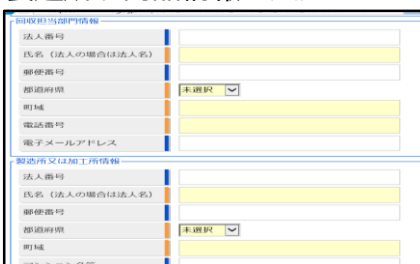 回収担当部門情報
法人番号
氏名（法人の場合は法人名）
郵便番号
都道府県 未選択
町域
電話番号
電子メールアドレス
製造所又は加工所情報
法人番号
氏名（法人の場合は法人名）
郵便番号
都道府県 未選択
町域